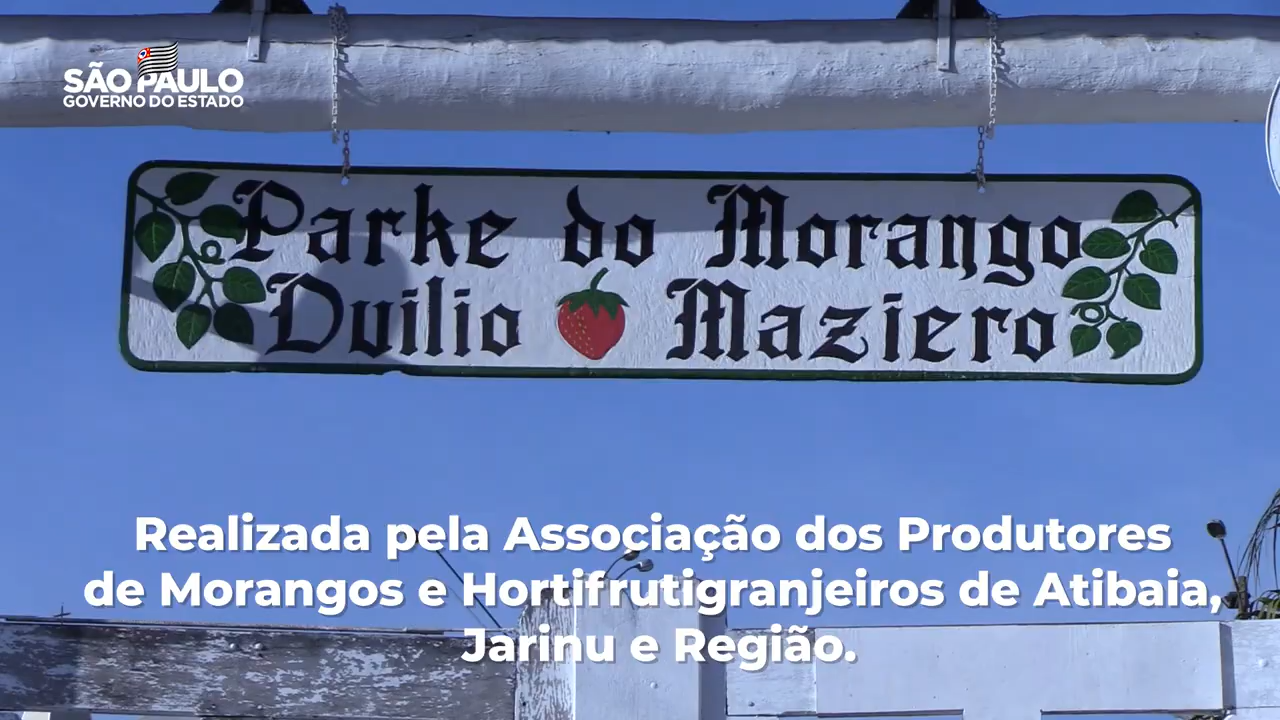 SÃO PAULO
GOVERNO DO ESTADO
Parke do Morango
Duilio Maziero
Realizada pela Associação dos Produtores
de Morangos e Hortifrutigranjeiros de Atibaia,
Jarinu e Região.